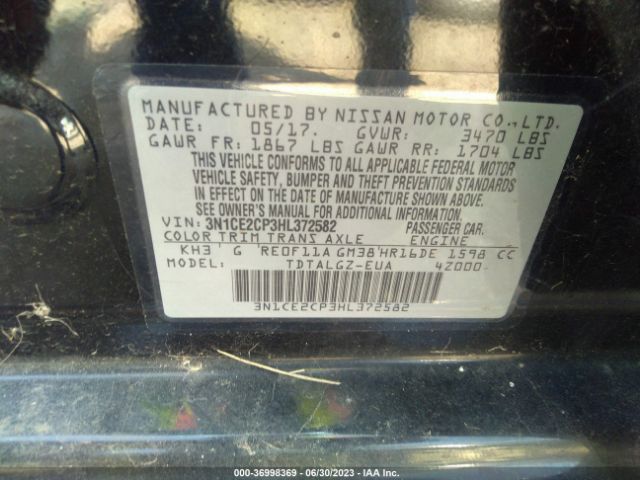 MANUFACTURED BY NISSAN MOTOR CO.,LTD.
DATE: 05/17. GVWR: 3470 LBS
GAWR FR: 1867 LBS GAWR RR: 1704 LBS
THIS VEHICLE CONFORMS TO ALL APPLICABLE FEDERAL MOTOR
VEHICLE SAFETY, BUMPER AND THEFT PREVENTION STANDARDS
IN EFFECT ON THE DATE OF MANUFACTURE SHOWN ABOVE.
SEE OWNER'S MANUAL FOR ADDITIONAL INFORMATION.
VIN: 3N1CE2CP3HL372582 PASSENGER CAR.
COLOR TRIM TRANS AXLE ENGINE
KH3 G RE0F11A GM38 HR16DE 1598 CC
TDTALGZ-EUA 4Z000
3N1CE2CP3HL372582
000-36998369 - 06/30/2023 - IAA Inc.